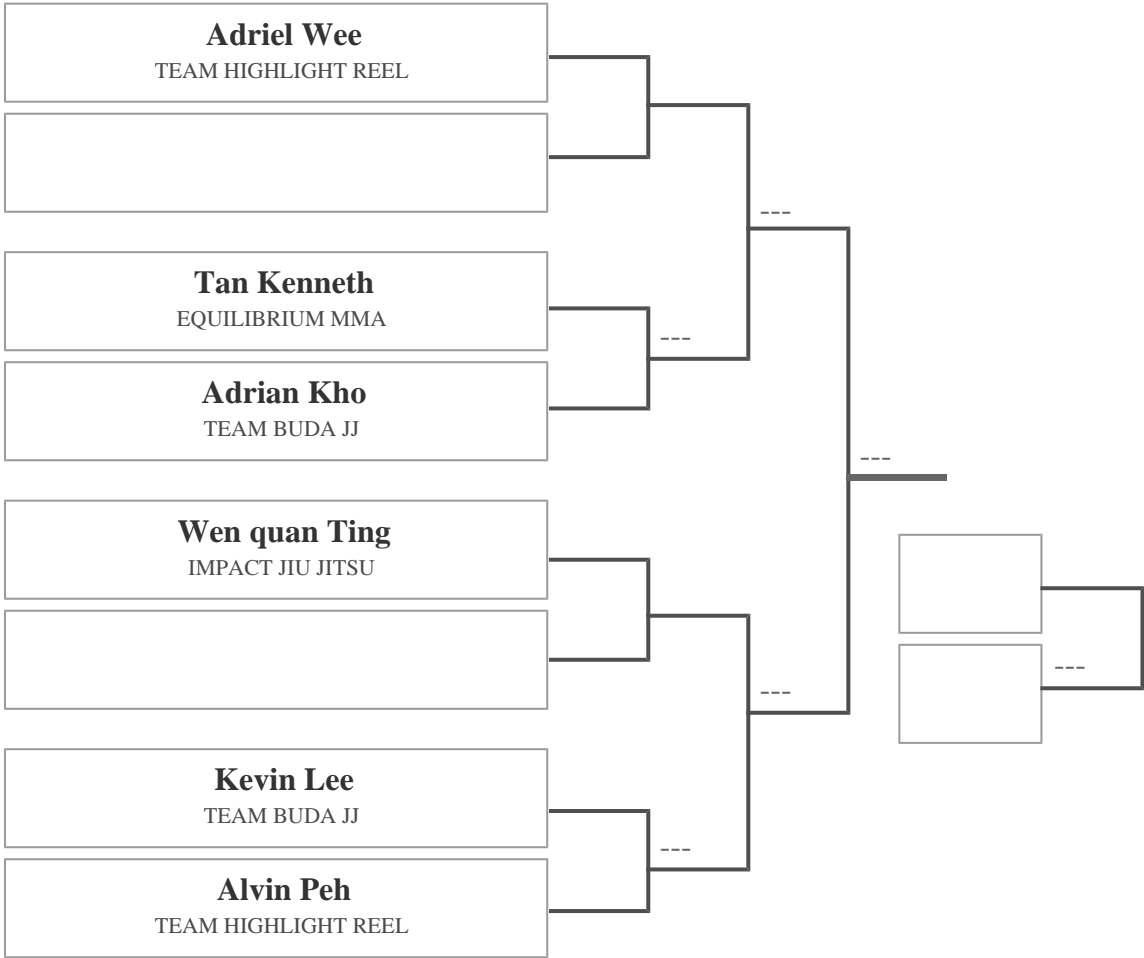 Adriel Wee
TEAM HIGHLIGHT REEL
---
Tan Kenneth
EQUILIBRIUM MMA
---
Adrian Kho
TEAM BUDA JJ
---
Wen quan Ting
IMPACT JIU JITSU
---
---
Kevin Lee
TEAM BUDA JJ
---
Alvin Peh
TEAM HIGHLIGHT REEL